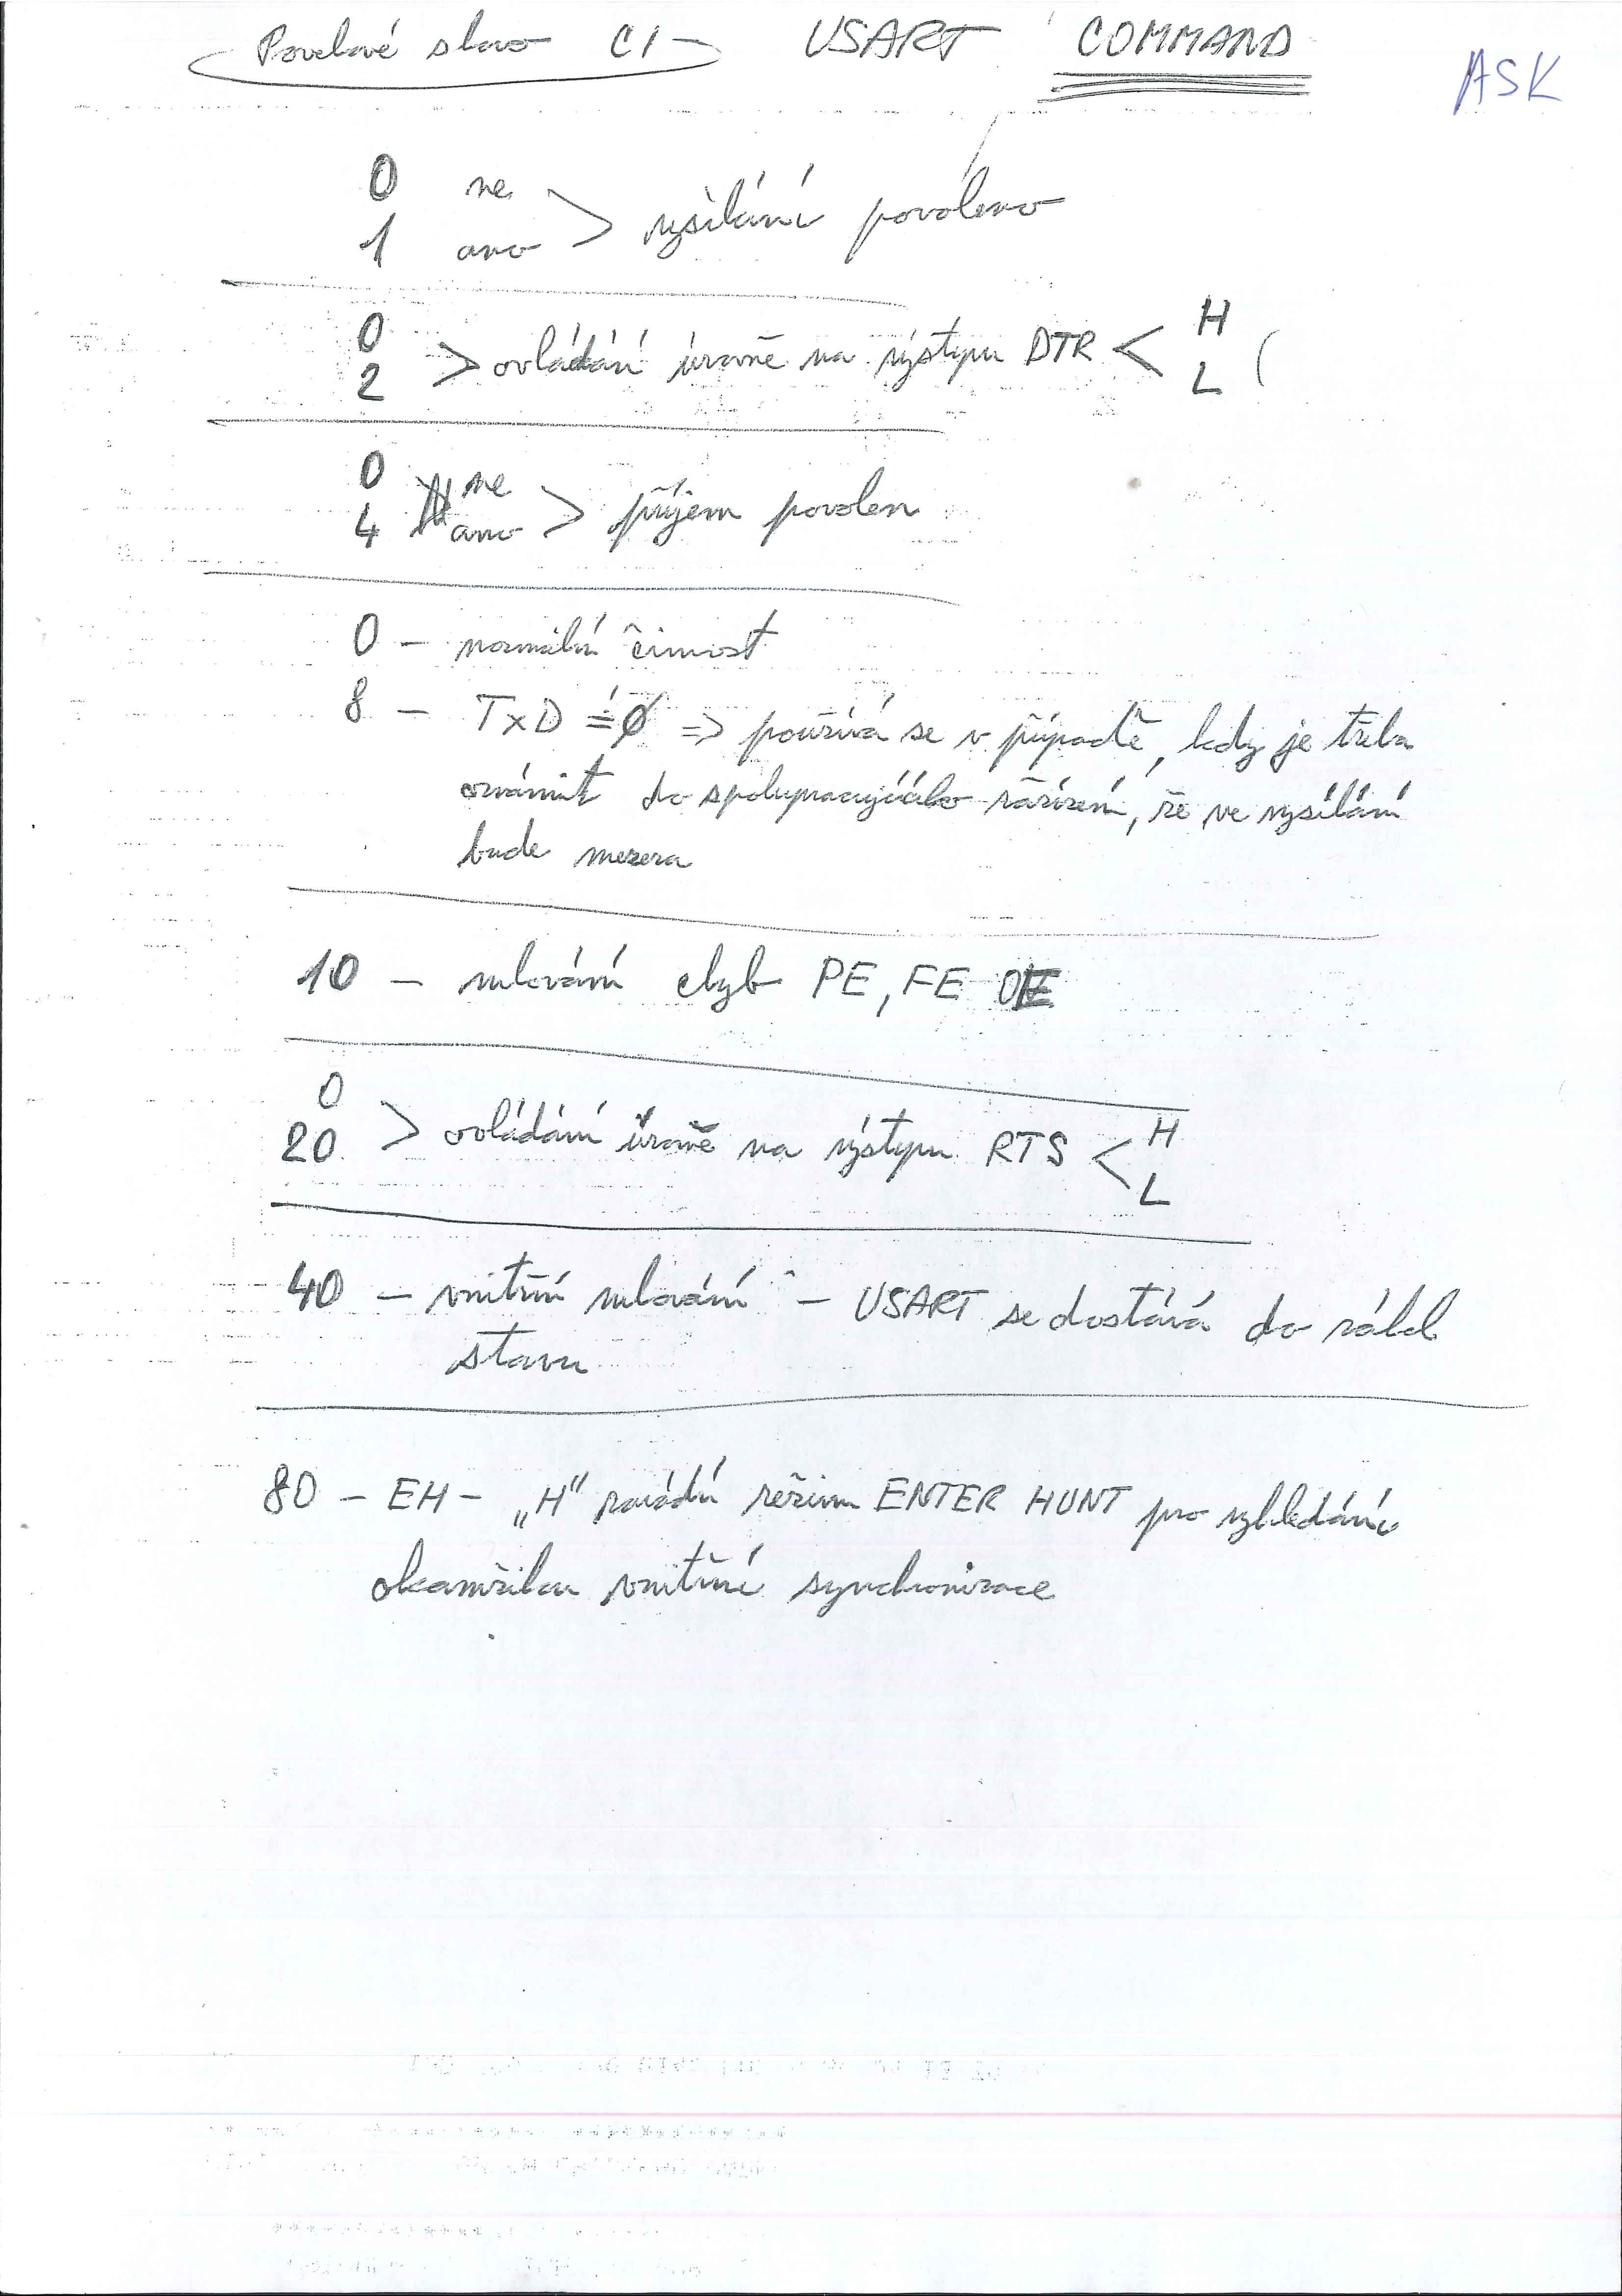 Povelové slovo CI - USART COMMAND
ASK
0 ne
1 ano > vysílání povoleno
0
2 > ovládání úrovně na výstupu DTR < H
L (
0 ne
4 ano > příjem povolen
0 - normální činnost
8 - TxD = Ø => používá se v případě, kdy je třeba
oznámit do spolupracujícího zařízení, že ve vysílání
bude mezera
10 - nulování chyb PE, FE OE
0
20 > ovládání úrovně na výstupu RTS < H
L
40 - vnitřní nulování - USART se dostává do zákl
stavu
80 - EH - „H" zavádí režim ENTER HUNT pro vyhledání
okamžiku vnitřní synchronizace